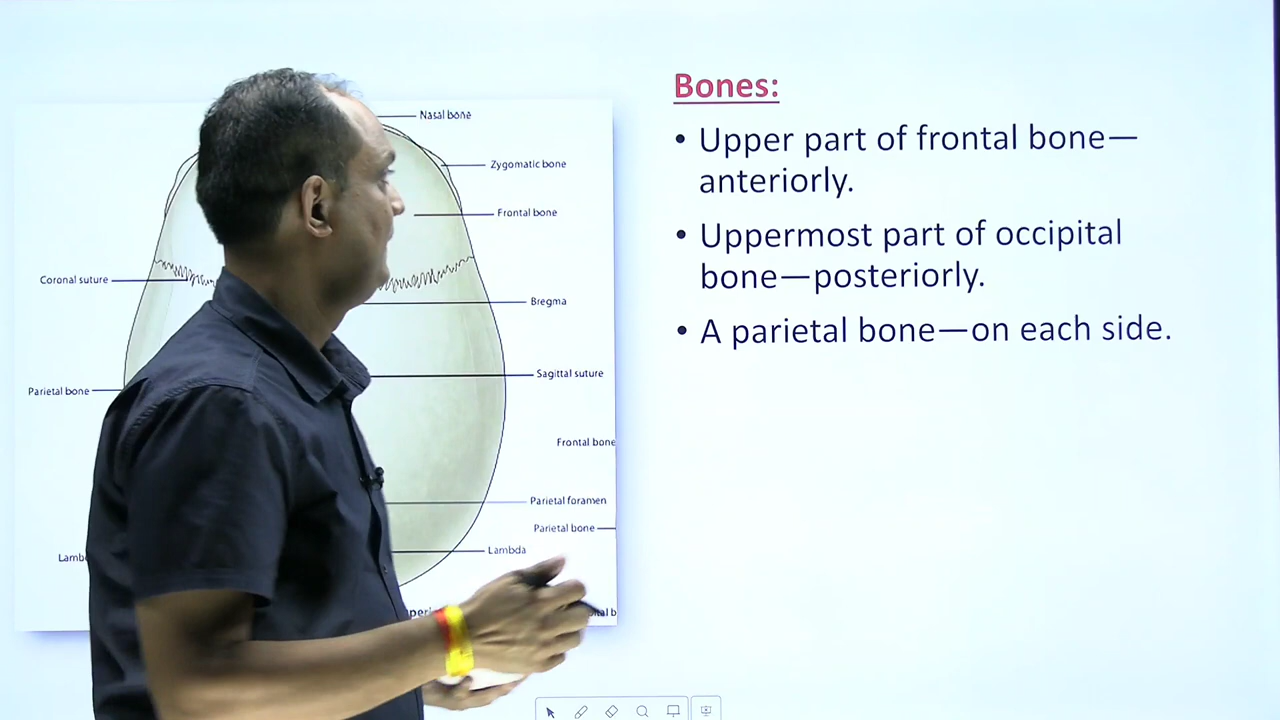 Nasal bone
Zygomatic bone
Frontal bone
Coronal suture
Bregma
Sagittal suture
Parietal bone
Frontal bone
Parietal foramen
Parietal bone
Lambda
Bones:
• Upper part of frontal bone—
anteriorly.
• Uppermost part of occipital
bone—posteriorly.
• A parietal bone—on each side.